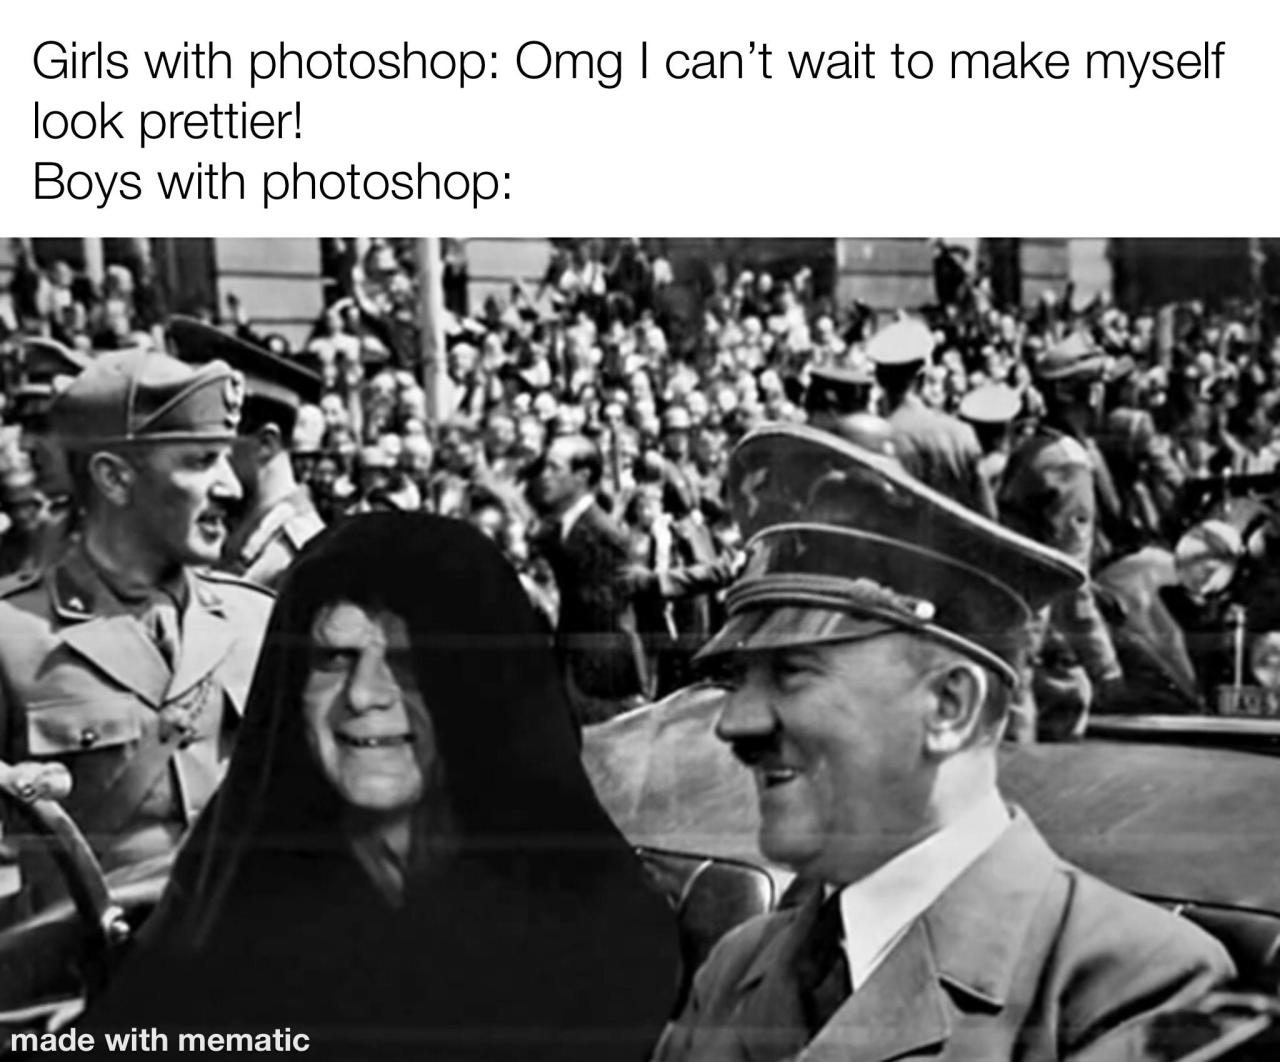 Girls with photoshop: Omg I can’t wait to make myself
look prettier!
Boys with photoshop:
made with mematic